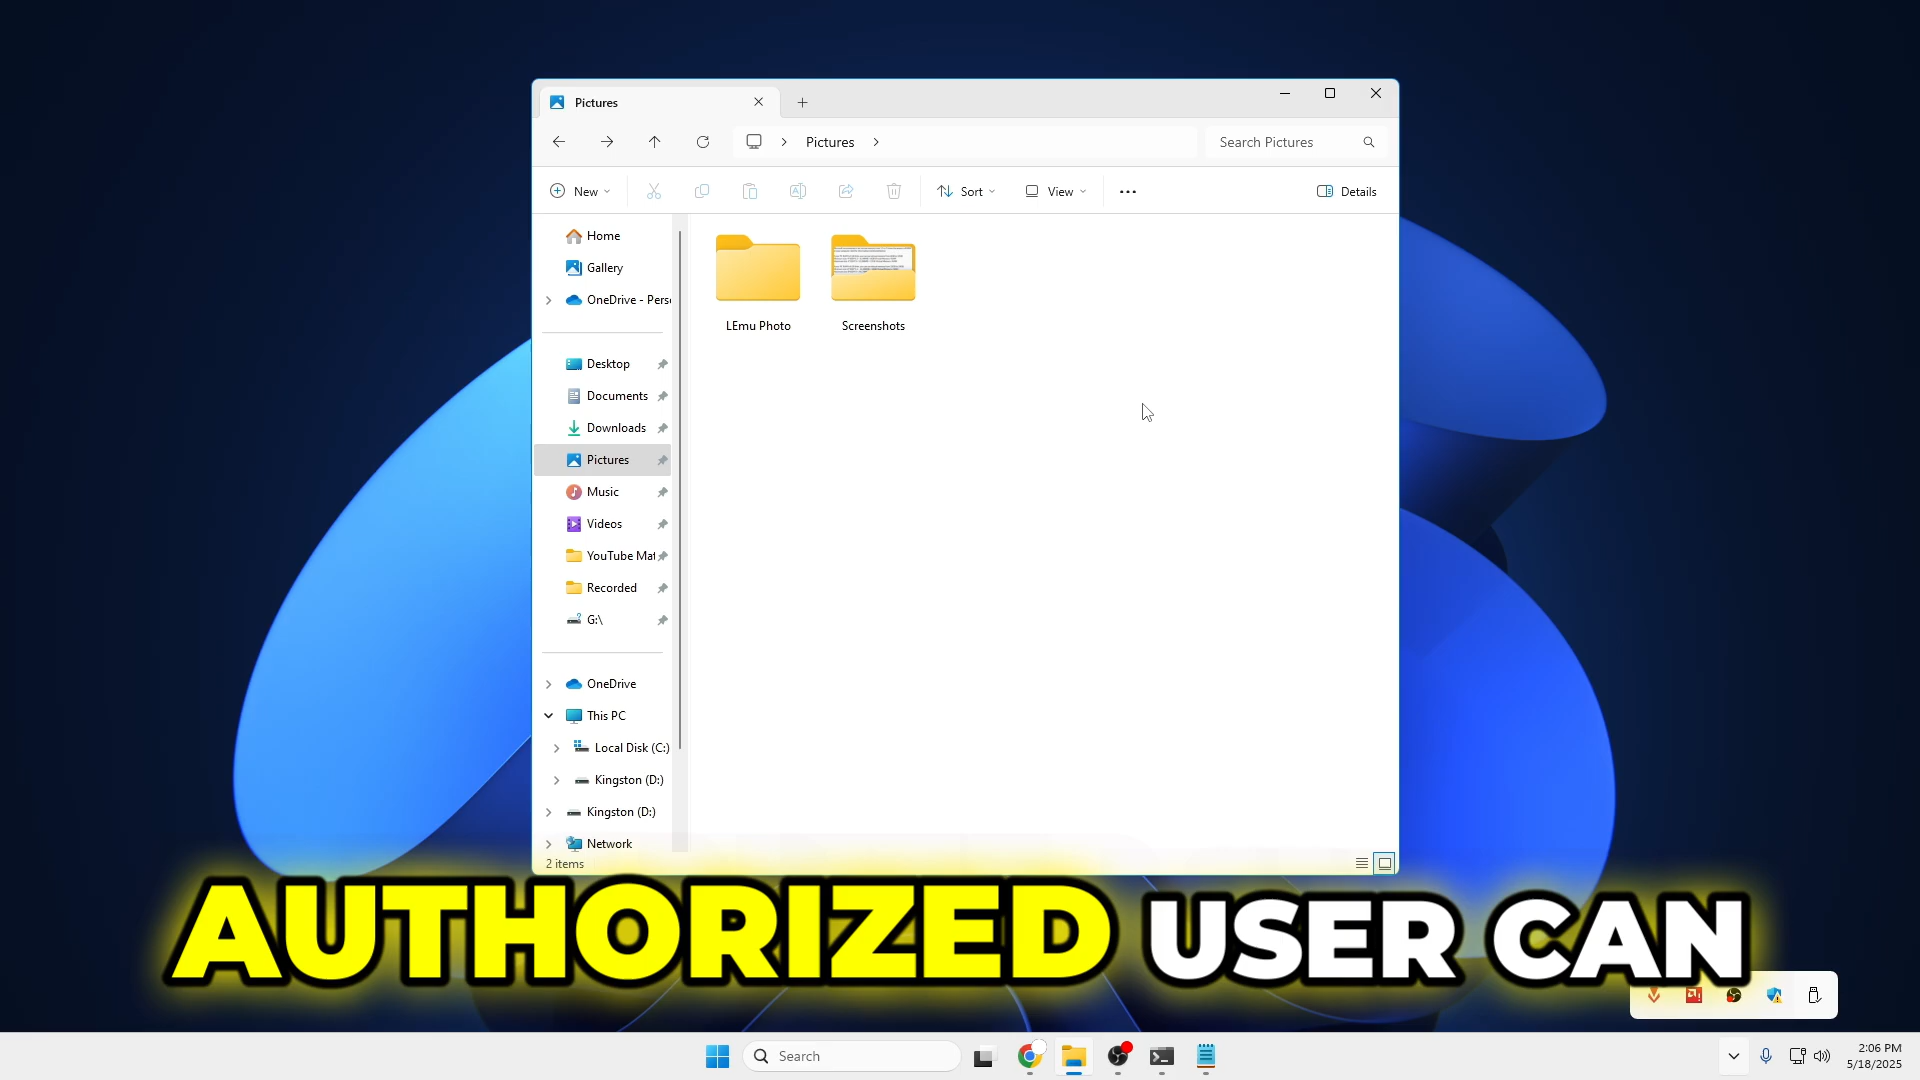 Pictures
Pictures
Search Pictures
New
Sort
View
Details
Home
Gallery
OneDrive - Pers
Desktop
Documents
Downloads
Pictures
Music
Videos
YouTube Mat
Recorded
G:\
OneDrive
This PC
Local Disk (C:)
Kingston (D:)
Kingston (D:)
Network
LEmu Photo
Screenshots
2 items
AUTHORIZED USER CAN
Search
2:06 PM
5/18/2025